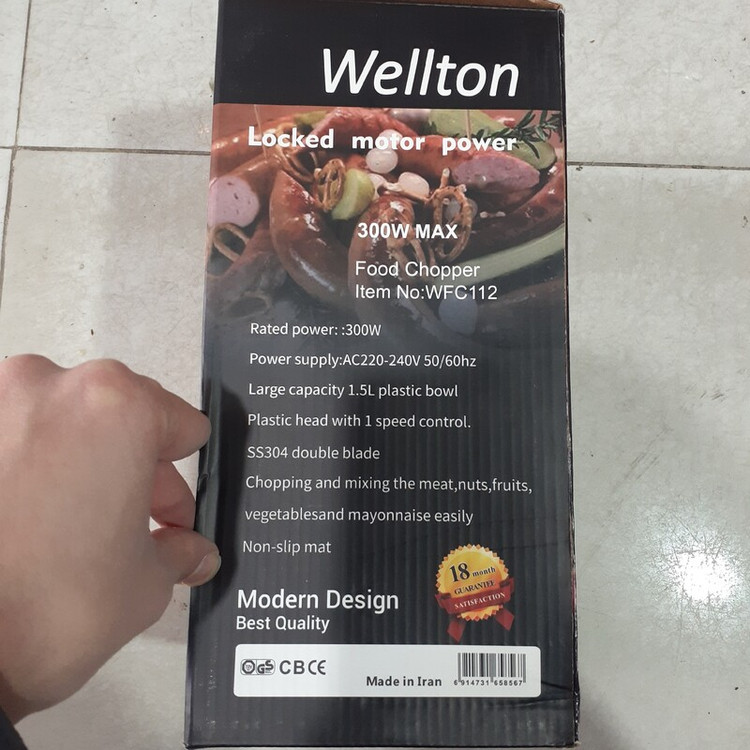 Wellton
Locked motor power
300W MAX
Food Chopper
Item No:WFC112
Rated power: :300W
Power supply:AC220-240V 50/60hz
Large capacity 1.5L plastic bowl
Plastic head with 1 speed control.
SS304 double blade
Chopping and mixing the meat,nuts,fruits,
vegetablesand mayonnaise easily
Non-slip mat
18 month
GUARANTEE
SATISFACTION
Modern Design
Best Quality
GS CB CE
Made in Iran
6 914731 658567